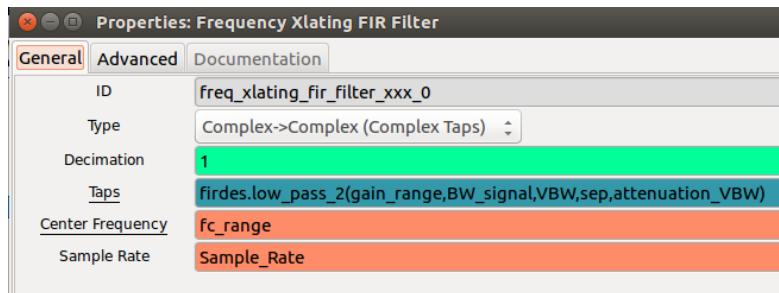 Properties: Frequency Xlating FIR Filter
General Advanced Documentation
ID freq_xlating_fir_filter_xxx_0
Type Complex->Complex (Complex Taps)
Decimation 1
Taps firdes.low_pass_2(gain_range,BW_signal,VBW,sep,attenuation_VBW)
Center Frequency fc_range
Sample Rate Sample_Rate